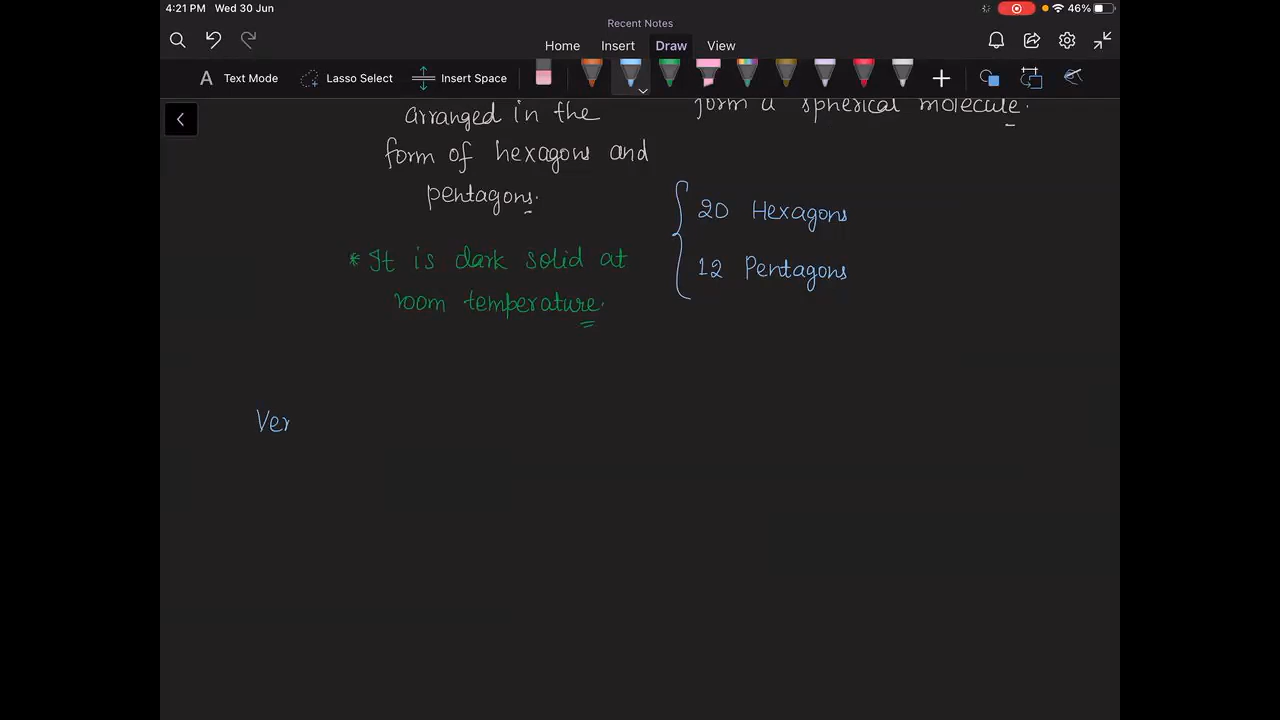 4:21 PM Wed 30 Jun
46%
Recent Notes
Home Insert Draw View
Text Mode Lasso Select Insert Space
arranged in the
form of hexagons and
pentagons.
* It is dark solid at
room temperature.
form a spherical molecule.
20 Hexagons
12 Pentagons
Ver